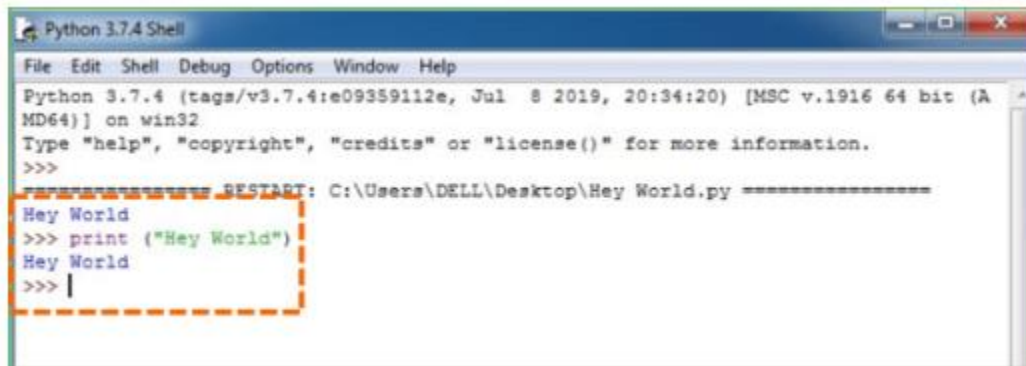 Python 3.7.4 Shell
File Edit Shell Debug Options Window Help
Python 3.7.4 (tags/v3.7.4:e09359112e, Jul 8 2019, 20:34:20) [MSC v.1916 64 bit (A
MD64)] on win32
Type "help", "copyright", "credits" or "license()" for more information.
>>>
================ RESTART: C:\Users\DELL\Desktop\Hey World.py ================
Hey World
>>> print ("Hey World")
Hey World
>>>